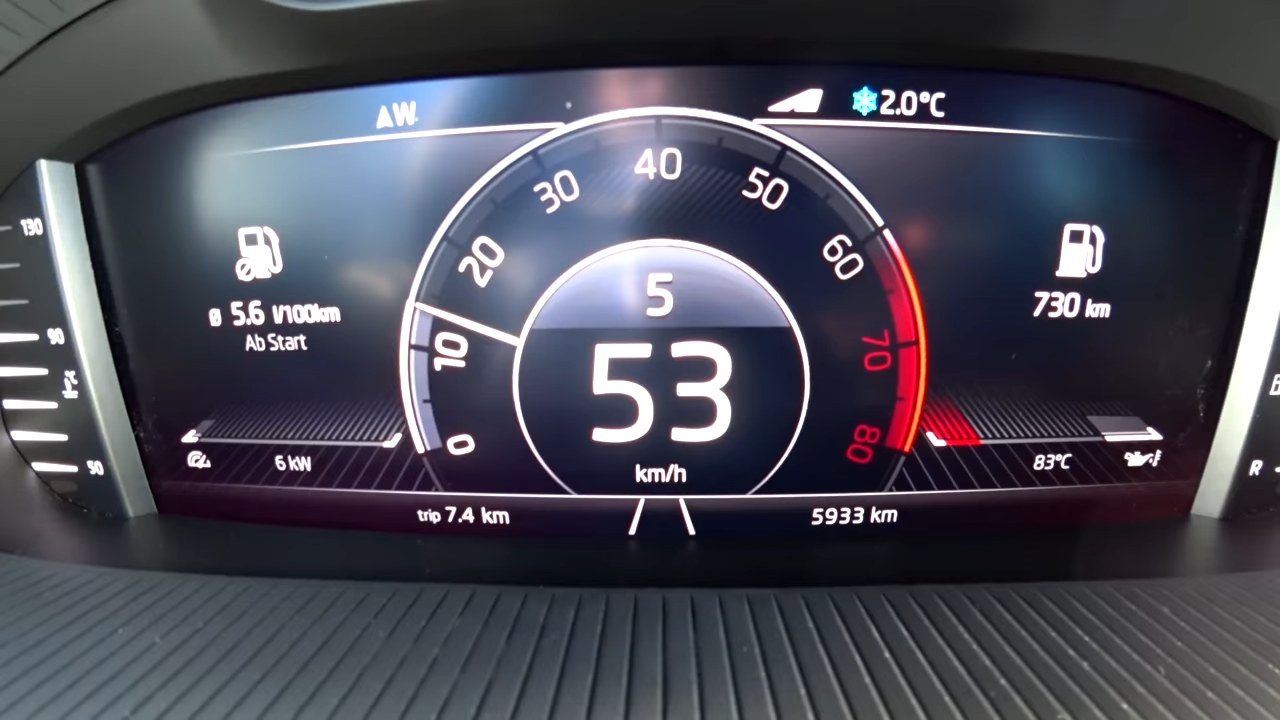 W
2.0°C
40
30
50
20
60
130
5
ø 5.6 l/100km
730 km
90
Ab Start
10
53
70
0
80
50
6 kW
km/h
83°C
R
trip 7.4 km
5933 km